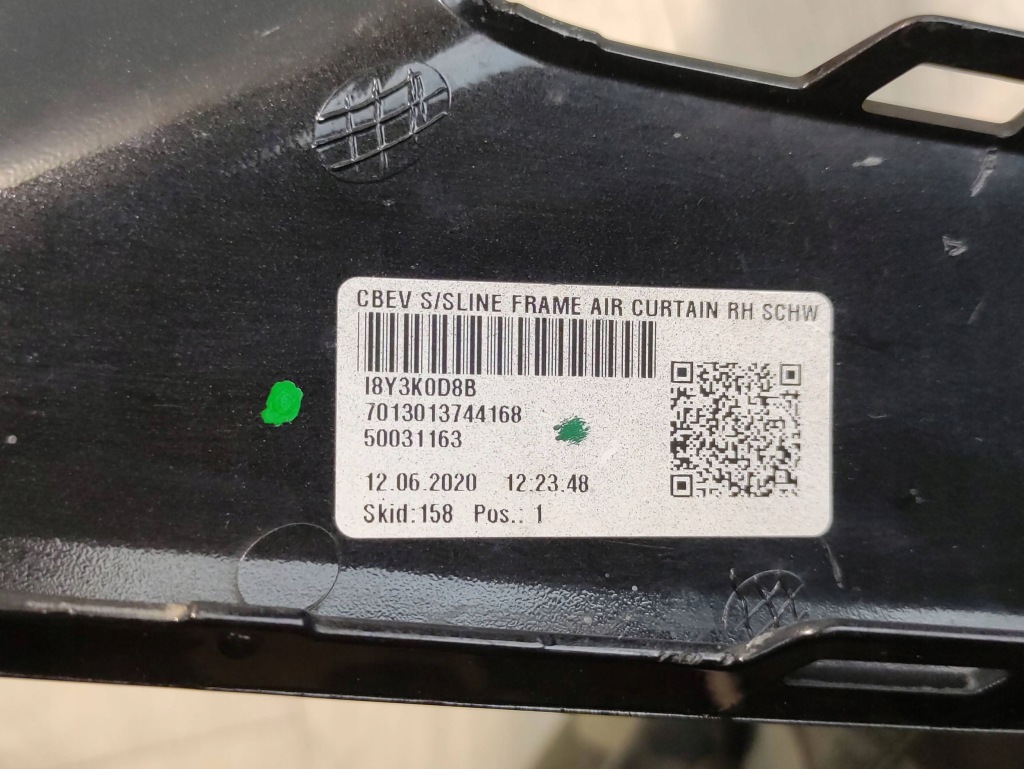 CBEV S/SLINE FRAME AIR CURTAIN RH SCHW
I8Y3K0D8B
7013013744168
50031163
12.06.2020 12.23.48
Skid:158 Pos.: 1